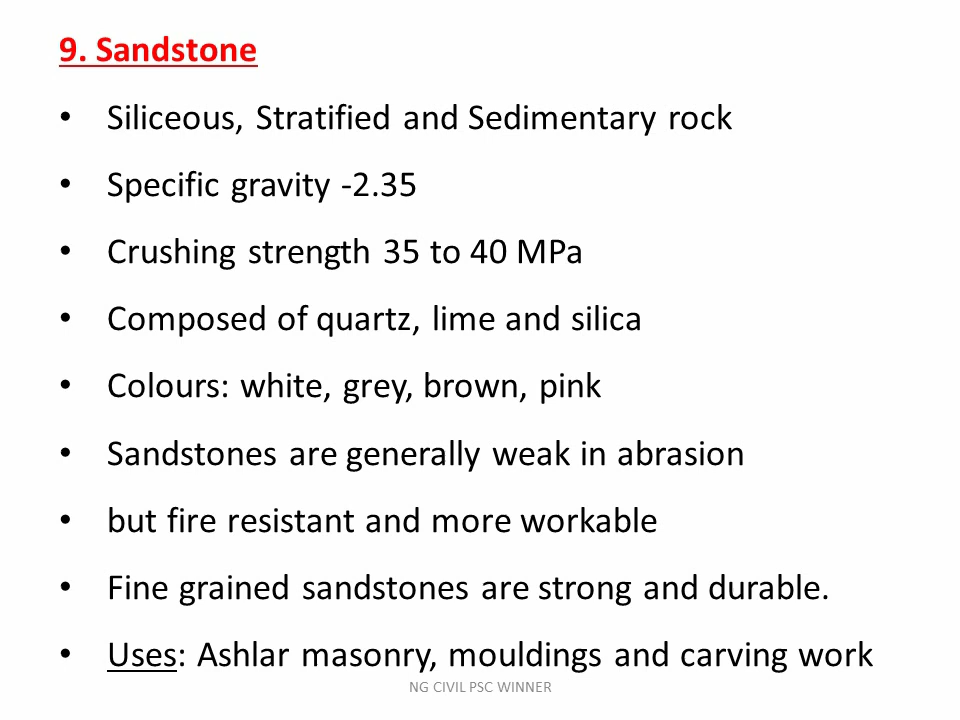 9. Sandstone
• Siliceous, Stratified and Sedimentary rock
• Specific gravity -2.35
• Crushing strength 35 to 40 MPa
• Composed of quartz, lime and silica
• Colours: white, grey, brown, pink
• Sandstones are generally weak in abrasion
• but fire resistant and more workable
• Fine grained sandstones are strong and durable.
• Uses: Ashlar masonry, mouldings and carving work
NG CIVIL PSC WINNER